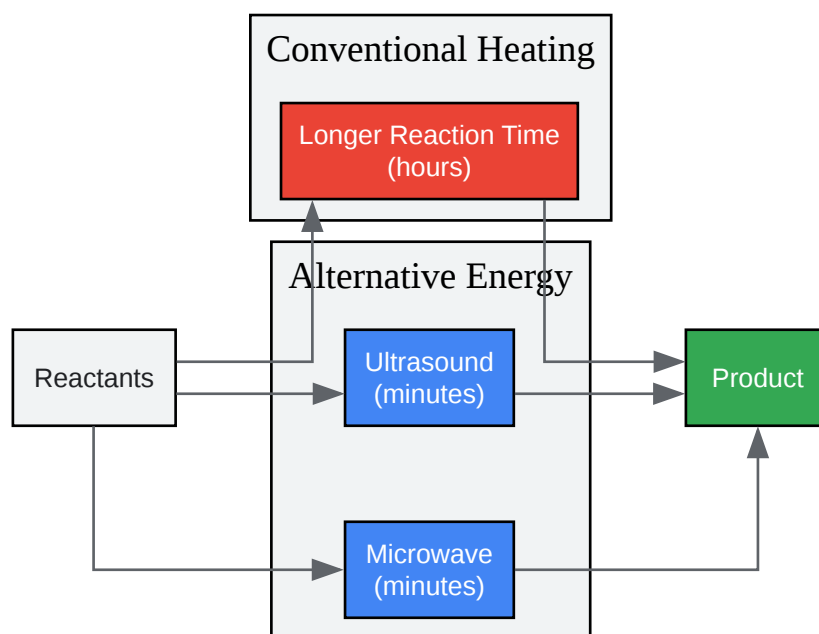 Conventional Heating
Longer Reaction Time
(hours)
Alternative Energy
Reactants
Ultrasound
(minutes)
Product
Microwave
(minutes)